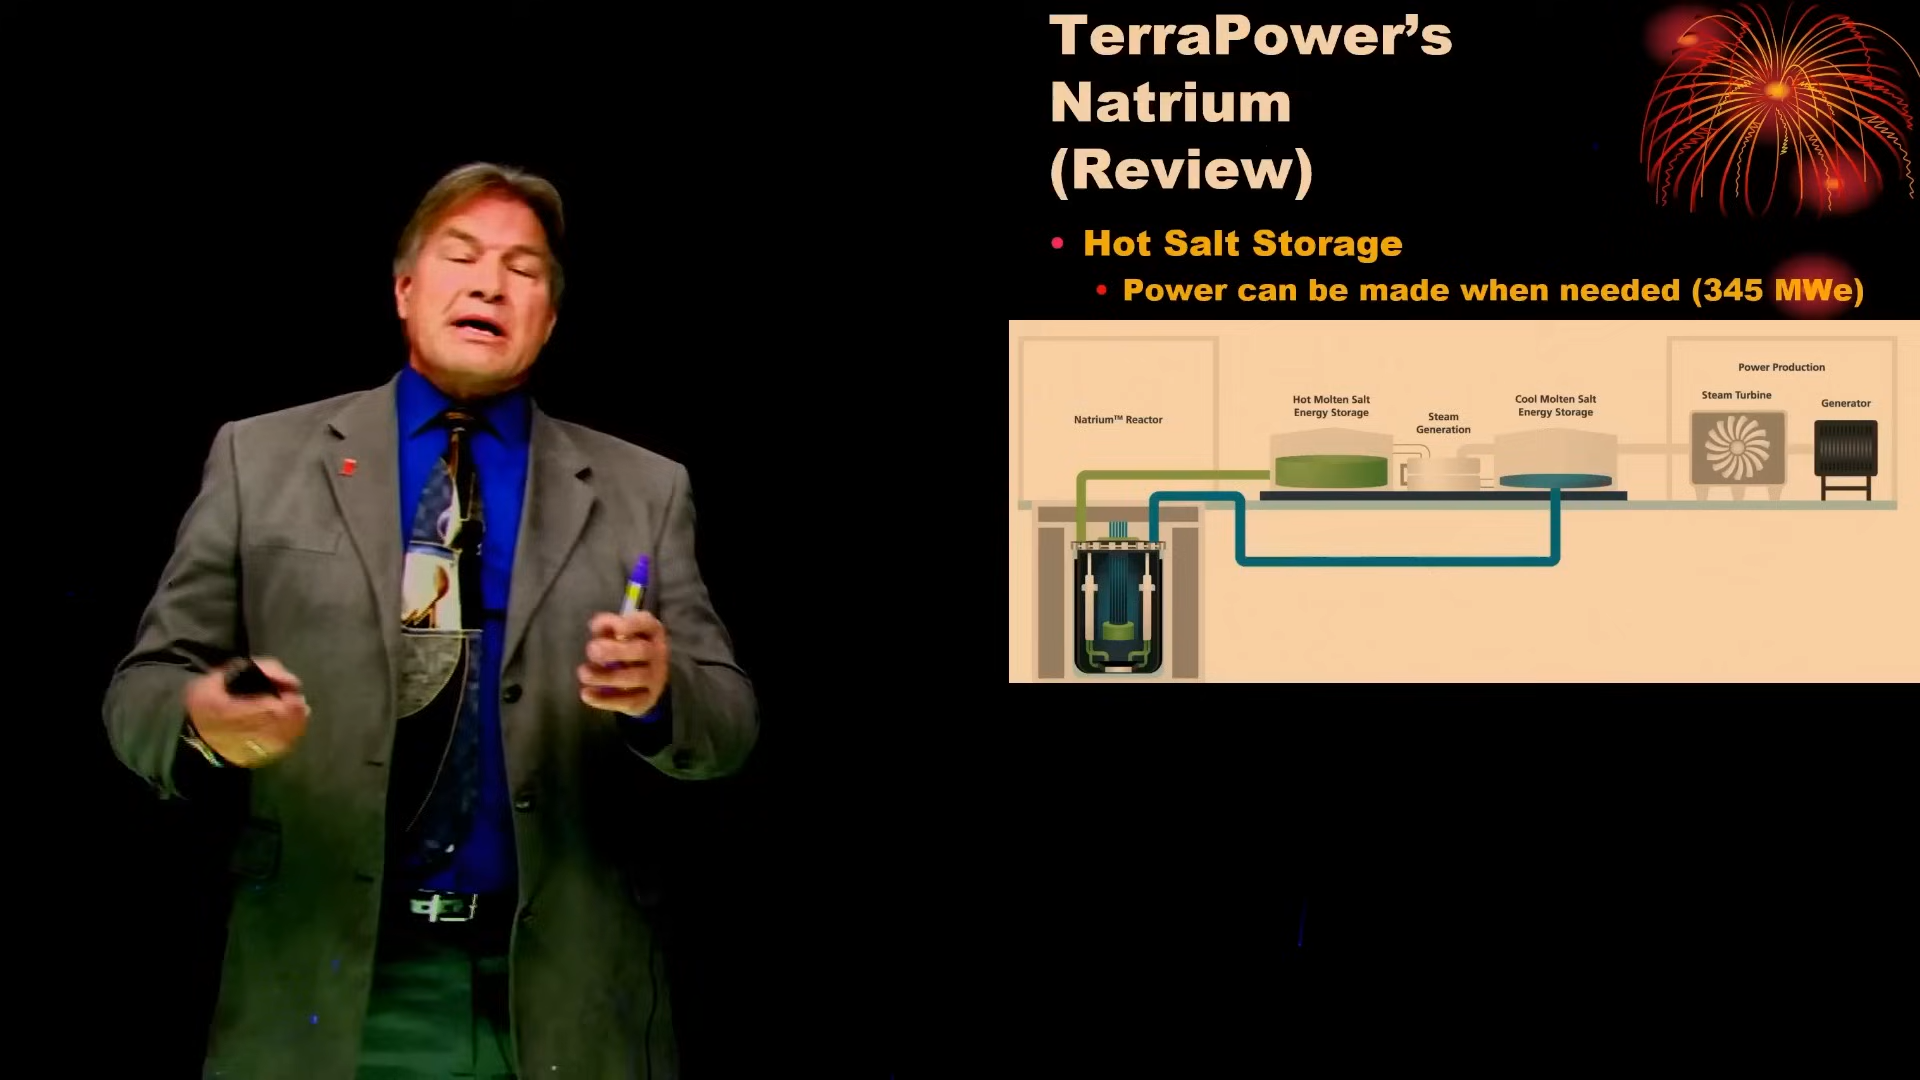 TerraPower’s
Natrium
(Review)
• Hot Salt Storage
• Power can be made when needed (345 MWe)
Natrium™ Reactor
Hot Molten Salt
Energy Storage
Steam
Generation
Cool Molten Salt
Energy Storage
Power Production
Steam Turbine
Generator